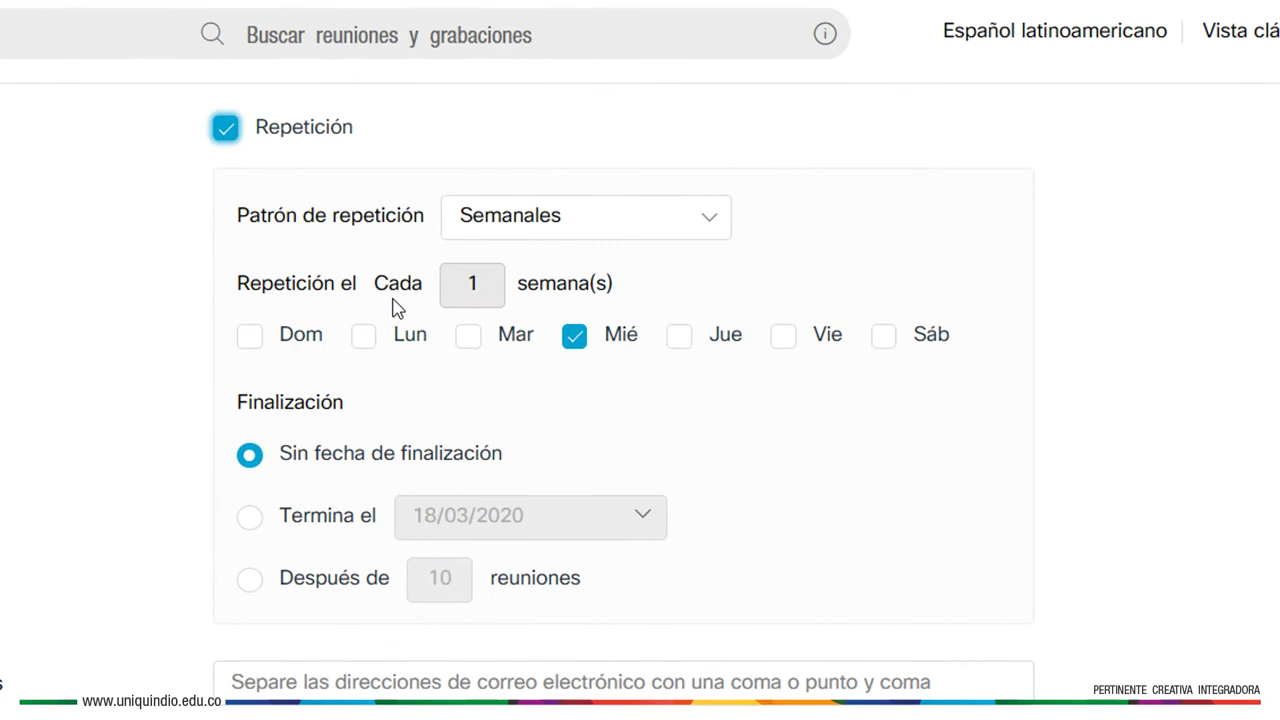 Buscar reuniones y grabaciones
Español latinoamericano
Vista clá
Repetición
Patrón de repetición Semanales
Repetición el Cada 1 semana(s)
Dom Lun Mar Mié Jue Vie Sáb
Finalización
Sin fecha de finalización
Termina el 18/03/2020
Después de 10 reuniones
Separe las direcciones de correo electrónico con una coma o punto y coma
s
www.uniquindio.edu.co
PERTINENTE CREATIVA INTEGRADORA